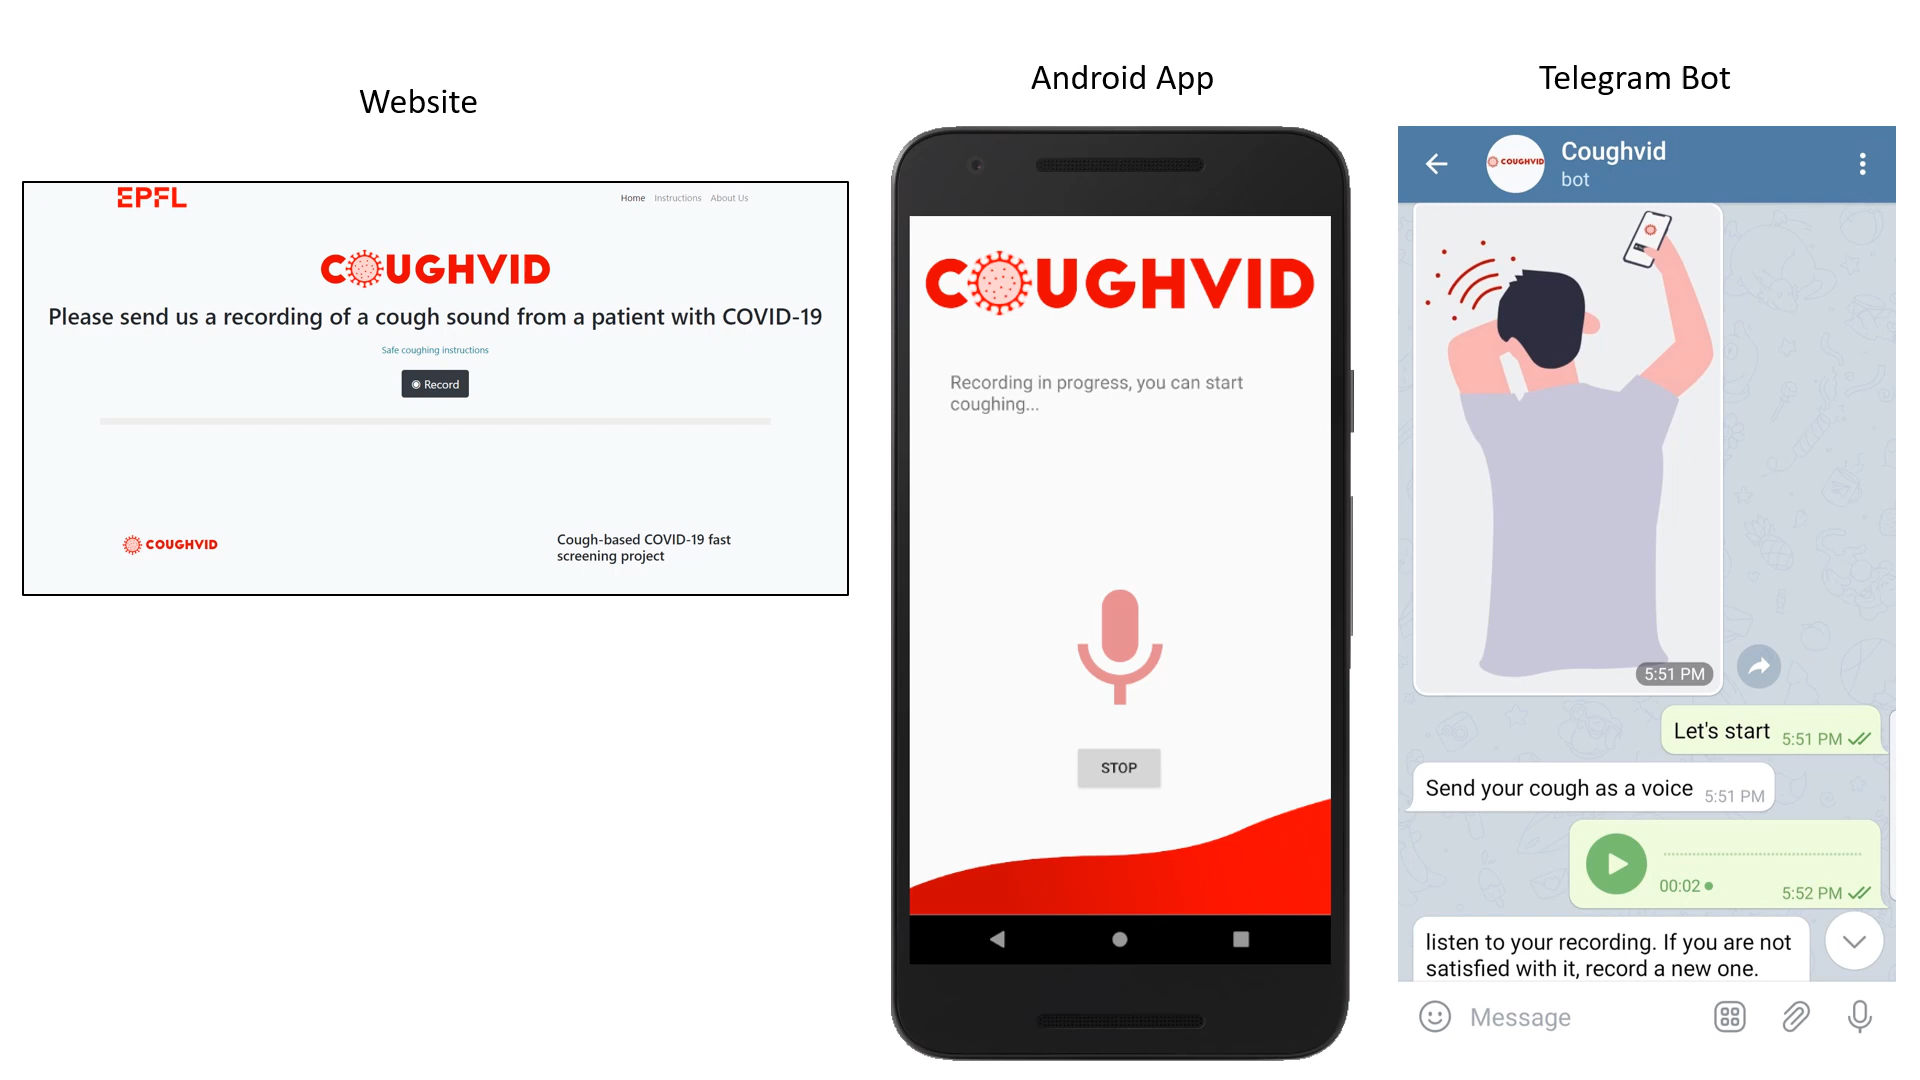 Website
EPFL
Home Instructions About Us
COUGHVID
Please send us a recording of a cough sound from a patient with COVID-19
Safe coughing instructions
Record
COUGHVID
Cough-based COVID-19 fast
screening project
Android App
COUGHVID
Recording in progress, you can start
coughing...
STOP
Telegram Bot
COUGHVID
Coughvid
bot
5:51 PM
Let's start 5:51 PM
Send your cough as a voice 5:51 PM
00:02 5:52 PM
listen to your recording. If you are not
satisfied with it, record a new one.
Message